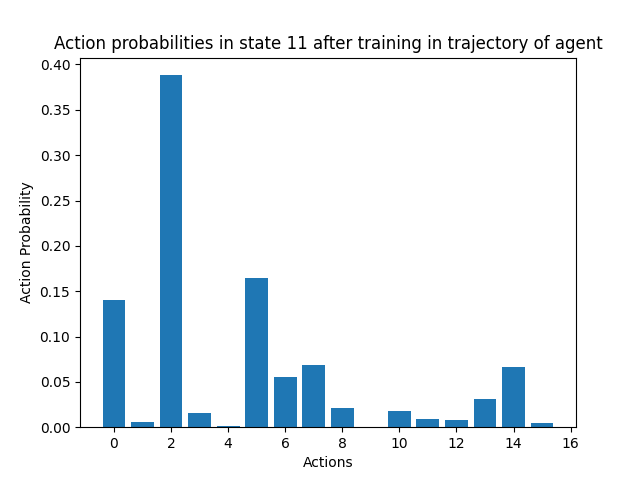 Action probabilities in state 11 after training in trajectory of agent
0.40
0.35
0.30
0.25
0.20
0.15
0.10
0.05
0.00
Action Probability
0 2 4 6 8 10 12 14 16
Actions